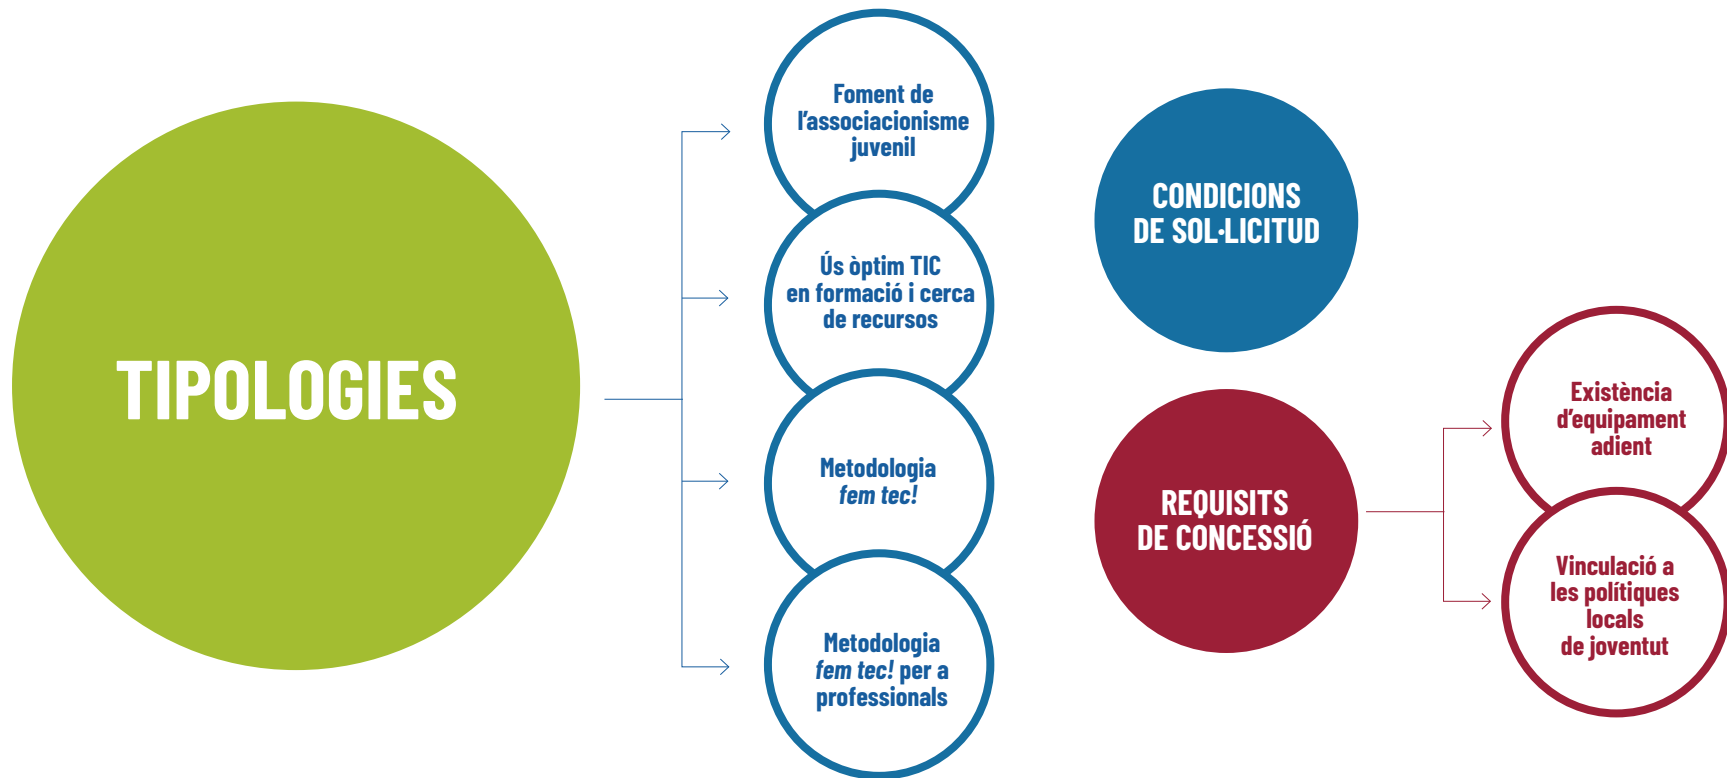 TIPOLOGIES
Foment de
l'associacionisme
juvenil
Ús òptim TIC
en formació i cerca
de recursos
Metodologia
fem tec!
Metodologia
fem tec! per a
professionals
CONDICIONS
DE SOL·LICITUD
REQUISITS
DE CONCESSIÓ
Existència
d'equipament
adient
Vinculació a
les polítiques
locals
de joventut